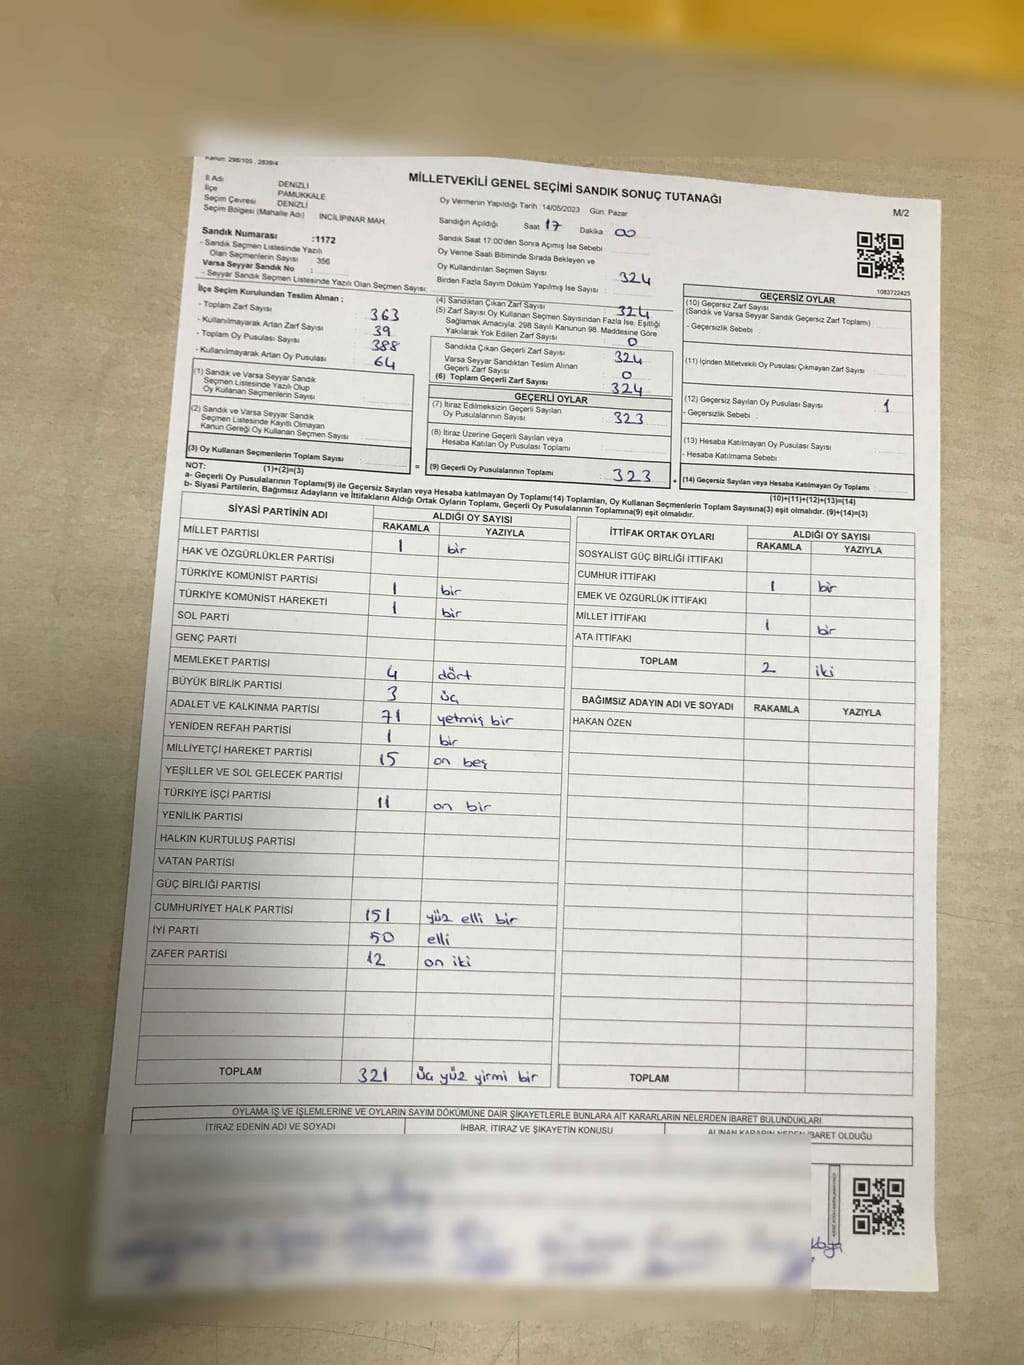 Kanun: 298/105 , 2839/4
MİLLETVEKİLİ GENEL SEÇİMİ SANDIK SONUÇ TUTANAĞI
M/2
İl Adı DENİZLİ
İlçe PAMUKKALE
Seçim Çevresi DENİZLİ
Seçim Bölgesi (Mahalle Adı) : İNCİLİPINAR MAH.
Sandık Numarası :1172
- Sandık Seçmen Listesinde Yazılı
Olan Seçmenlerin Sayısı 356
Varsa Seyyar Sandık No :
- Seyyar Sandık Seçmen Listesinde Yazılı Olan Seçmen Sayısı:
Oy Vermenin Yapıldığı Tarih :14/05/2023 Gün: Pazar
Sandığın Açıldığı Saat 17 Dakika 00
Sandık Saat 17:00'den Sonra Açımış İse Sebebi
Oy Verme Saati Bitiminde Sırada Bekleyen ve
Oy Kullandırılan Seçmen Sayısı 324
Birden Fazla Sayım Döküm Yapılmış İse Sayısı :
1083722425
İlçe Seçim Kurulundan Teslim Alınan ;
- Toplam Zarf Sayısı 363
- Kullanılmayarak Artan Zarf Sayısı 39
- Toplam Oy Pusulası Sayısı 388
- Kullanılmayarak Artan Oy Pusulası 64
(1) Sandık ve Varsa Seyyar Sandık
Seçmen Listesinde Yazılı Olup
Oy Kullanan Seçmenlerin Sayısı
(2) Sandık ve Varsa Seyyar Sandık
Seçmen Listesinde Kayıtlı Olmayan
Kanun Gereği Oy Kullanan Seçmen Sayısı
(3) Oy Kullanan Seçmenlerin Toplam Sayısı
(1)+(2)=(3)
(4) Sandıktan Çıkan Zarf Sayısı 324
(5) Zarf Sayısı Oy Kullanan Seçmen Sayısından Fazla İse, Eşitliği
Sağlamak Amacıyla, 298 Sayılı Kanunun 98. Maddesine Göre
Yakılarak Yok Edilen Zarf Sayısı 0
Sandıkta Çıkan Geçerli Zarf Sayısı 324
Varsa Seyyar Sandıktan Teslim Alınan
Geçerli Zarf Sayısı 0
(6) Toplam Geçerli Zarf Sayısı 324
GEÇERLİ OYLAR
(7) İtiraz Edilmeksizin Geçerli Sayılan
Oy Pusulalarının Sayısı 323
(8) İtiraz Üzerine Geçerli Sayılan veya
Hesaba Katılan Oy Pusulası Toplamı
= (9) Geçerli Oy Pusulalarının Toplamı 323 +
GEÇERSİZ OYLAR
(10) Geçersiz Zarf Sayısı
(Sandık ve Varsa Seyyar Sandık Geçersiz Zarf Toplamı)
- Geçersizlik Sebebi :
(11) İçinden Milletvekili Oy Pusulası Çıkmayan Zarf Sayısı
(12) Geçersiz Sayılan Oy Pusulası Sayısı 1
- Geçersizlik Sebebi :
(13) Hesaba Katılmayan Oy Pusulası Sayısı
- Hesaba Katılmama Sebebi :
(14) Geçersiz Sayılan veya Hesaba Katılmayan Oy Toplamı
(10)+(11)+(12)+(13)=(14)
NOT:
a- Geçerli Oy Pusulalarının Toplamı(9) ile Geçersiz Sayılan veya Hesaba katılmayan Oy Toplamı(14) Toplamları, Oy Kullanan Seçmenlerin Toplam Sayısına(3) eşit olmalıdır. (9)+(14)=(3)
b- Siyasi Partilerin, Bağımsız Adayların ve İttifakların Aldığı Ortak Oyların Toplamı, Geçerli Oy Pusulalarının Toplamına(9) eşit olmalıdır.
SİYASİ PARTİNİN ADI ALDIĞI OY SAYISI
RAKAMLA YAZIYLA
MİLLET PARTİSİ 1 bir
HAK VE ÖZGÜRLÜKLER PARTİSİ
TÜRKİYE KOMÜNİST PARTİSİ 1 bir
TÜRKİYE KOMÜNİST HAREKETİ 1 bir
SOL PARTİ
GENÇ PARTİ
MEMLEKET PARTİSİ 4 dört
BÜYÜK BİRLİK PARTİSİ 3 üç
ADALET VE KALKINMA PARTİSİ 71 yetmiş bir
YENİDEN REFAH PARTİSİ 1 bir
MİLLİYETÇİ HAREKET PARTİSİ 15 on beş
YEŞİLLER VE SOL GELECEK PARTİSİ
TÜRKİYE İŞÇİ PARTİSİ 11 on bir
YENİLİK PARTİSİ
HALKIN KURTULUŞ PARTİSİ
VATAN PARTİSİ
GÜÇ BİRLİĞİ PARTİSİ
CUMHURİYET HALK PARTİSİ 151 yüz elli bir
İYİ PARTİ 50 elli
ZAFER PARTİSİ 12 on iki
TOPLAM 321 üç yüz yirmi bir
İTTİFAK ORTAK OYLARI ALDIĞI OY SAYISI
RAKAMLA YAZIYLA
SOSYALİST GÜÇ BİRLİĞİ İTTİFAKI
CUMHUR İTTİFAKI 1 bir
EMEK VE ÖZGÜRLÜK İTTİFAKI
MİLLET İTTİFAKI 1 bir
ATA İTTİFAKI
TOPLAM 2 iki
BAĞIMSIZ ADAYIN ADI VE SOYADI RAKAMLA YAZIYLA
HAKAN ÖZEN
TOPLAM
OYLAMA İŞ VE İŞLEMLERİNE VE OYLARIN SAYIM DÖKÜMÜNE DAİR ŞİKAYETLERLE BUNLARA AİT KARARLARIN NELERDEN İBARET BULUNDUKLARI
İTİRAZ EDENİN ADI VE SOYADI İHBAR, İTİRAZ VE ŞİKAYETİN KONUSU ALINAN KARARIN NEDEN İBARET OLDUĞU